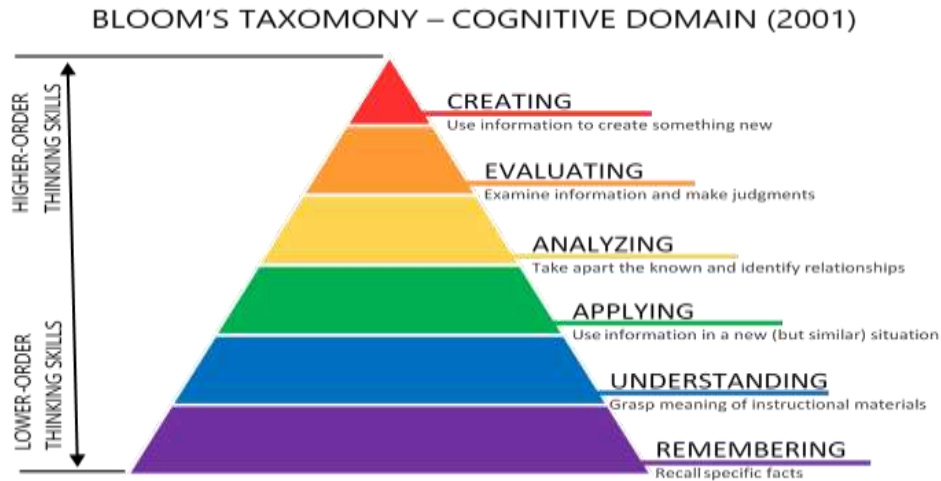 BLOOM'S TAXOMONY – COGNITIVE DOMAIN (2001)
HIGHER-ORDER
THINKING SKILLS
LOWER-ORDER
THINKING SKILLS
CREATING
Use information to create something new
EVALUATING
Examine information and make judgments
ANALYZING
Take apart the known and identify relationships
APPLYING
Use information in a new (but similar) situation
UNDERSTANDING
Grasp meaning of instructional materials
REMEMBERING
Recall specific facts